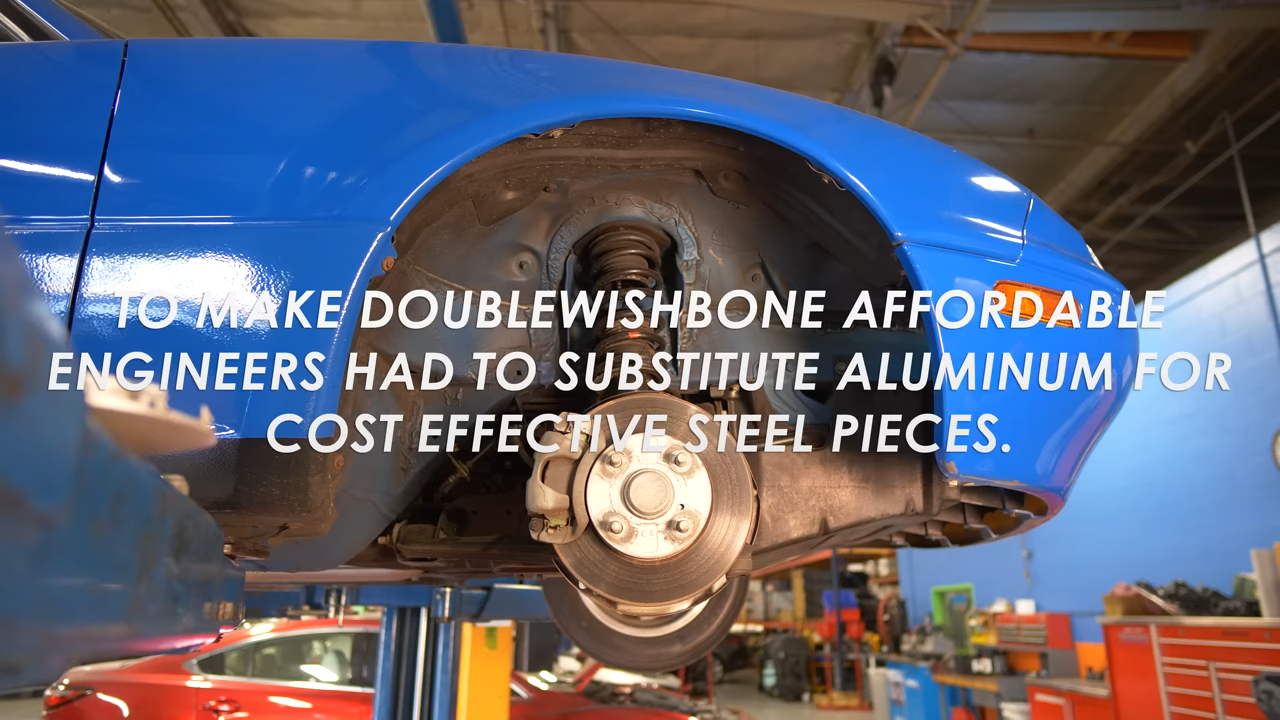 TO MAKE DOUBLEWISHBONE AFFORDABLE
ENGINEERS HAD TO SUBSTITUTE ALUMINUM FOR
COST EFFECTIVE STEEL PIECES.